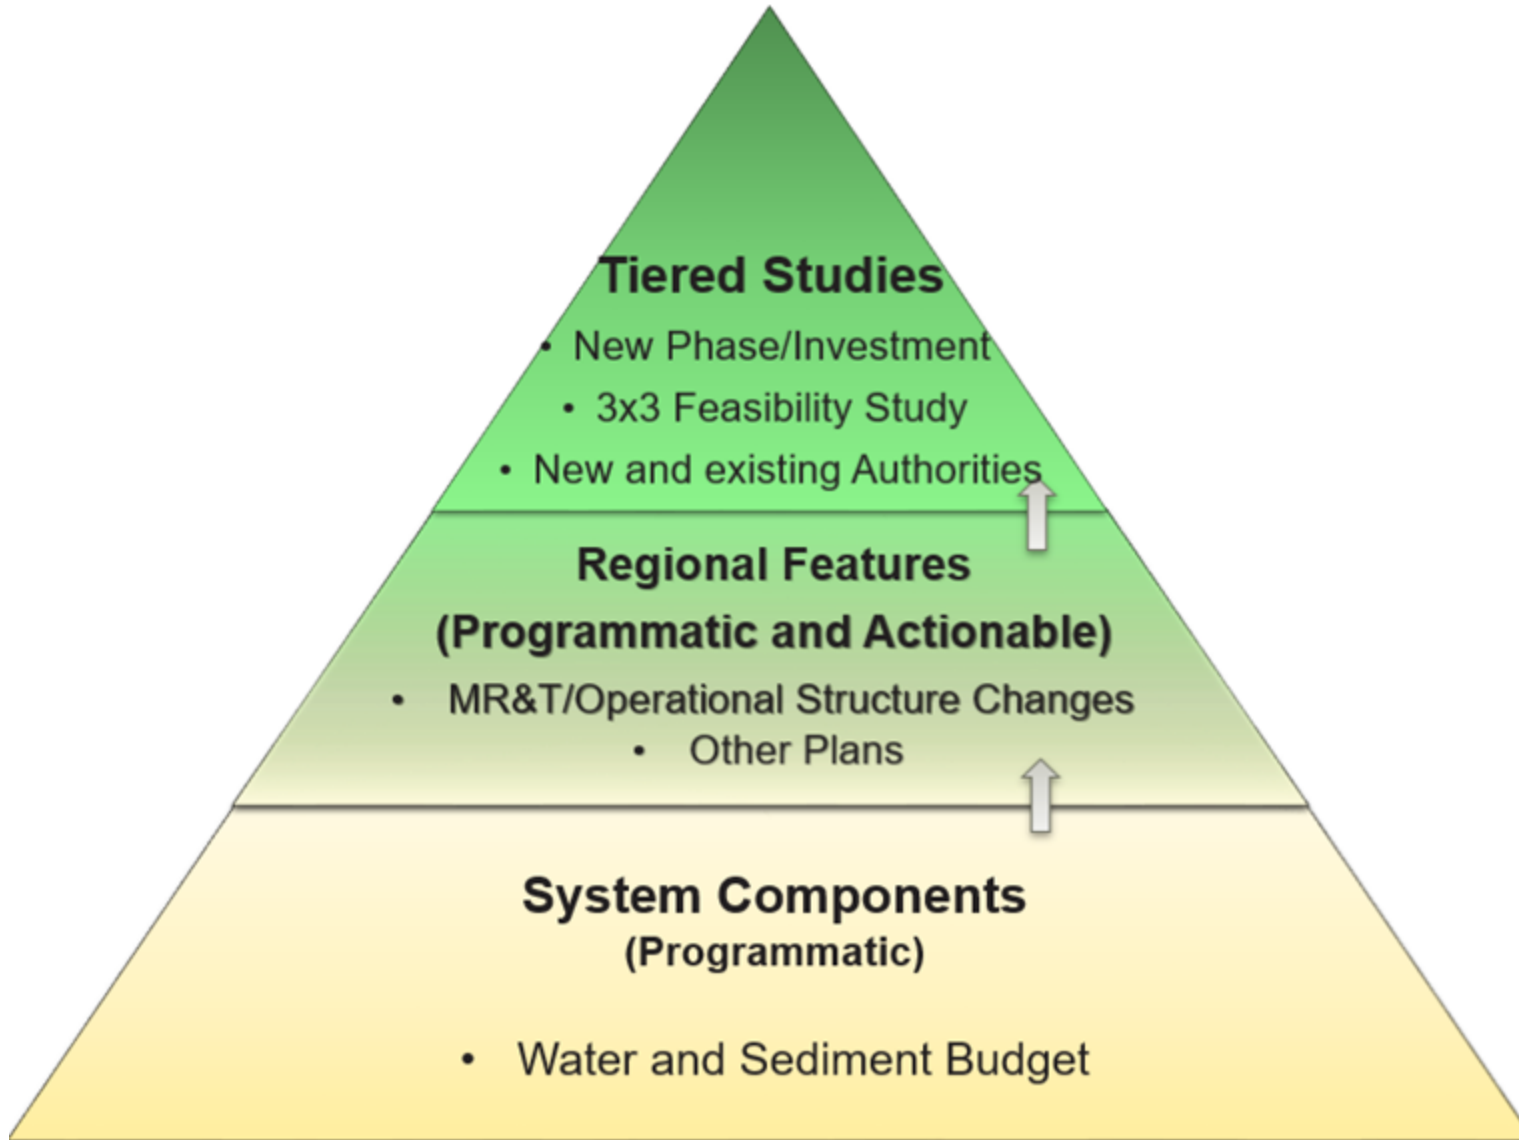 Tiered Studies
• New Phase/Investment
• 3x3 Feasibility Study
• New and existing Authorities
Regional Features
(Programmatic and Actionable)
• MR&T/Operational Structure Changes
• Other Plans
System Components
(Programmatic)
• Water and Sediment Budget